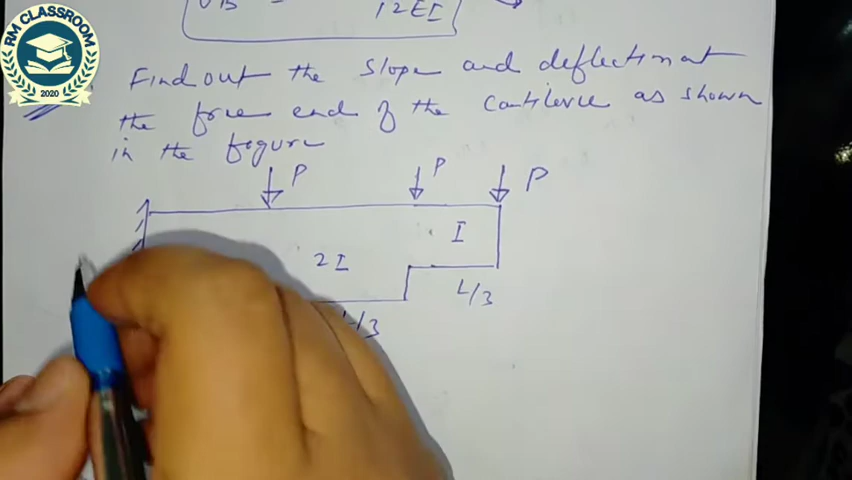 RM CLASSROOM
2020
12EI
Find out the slope and deflection at
the free end of the cantilever as shown
in the figure
P
P
P
I
2I
L/3
L/3